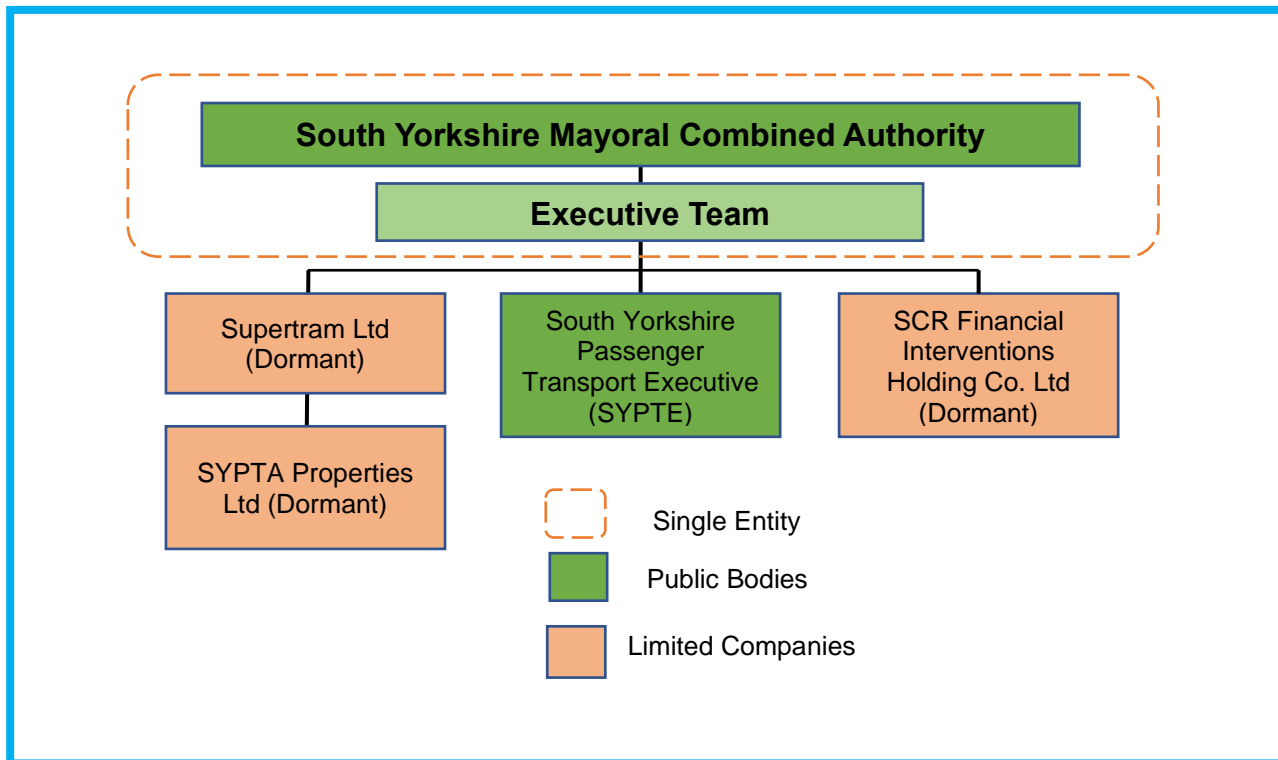 South Yorkshire Mayoral Combined Authority
Executive Team
Supertram Ltd
(Dormant)
South Yorkshire
Passenger
Transport Executive
(SYPTE)
SCR Financial
Interventions
Holding Co. Ltd
(Dormant)
SYPTA Properties
Ltd (Dormant)
Single Entity
Public Bodies
Limited Companies